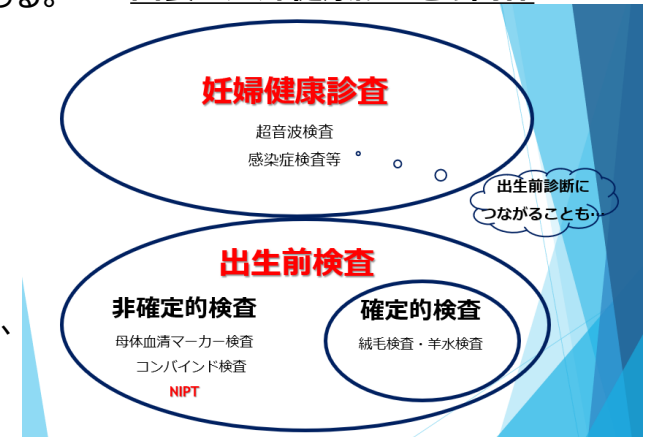 ある。
妊婦健康診査
超音波検査
感染症検査等
出生前診断に
つながることも…
出生前検査
非確定的検査
母体血清マーカー検査
コンバインド検査
NIPT
確定的検査
絨毛検査・羊水検査
、